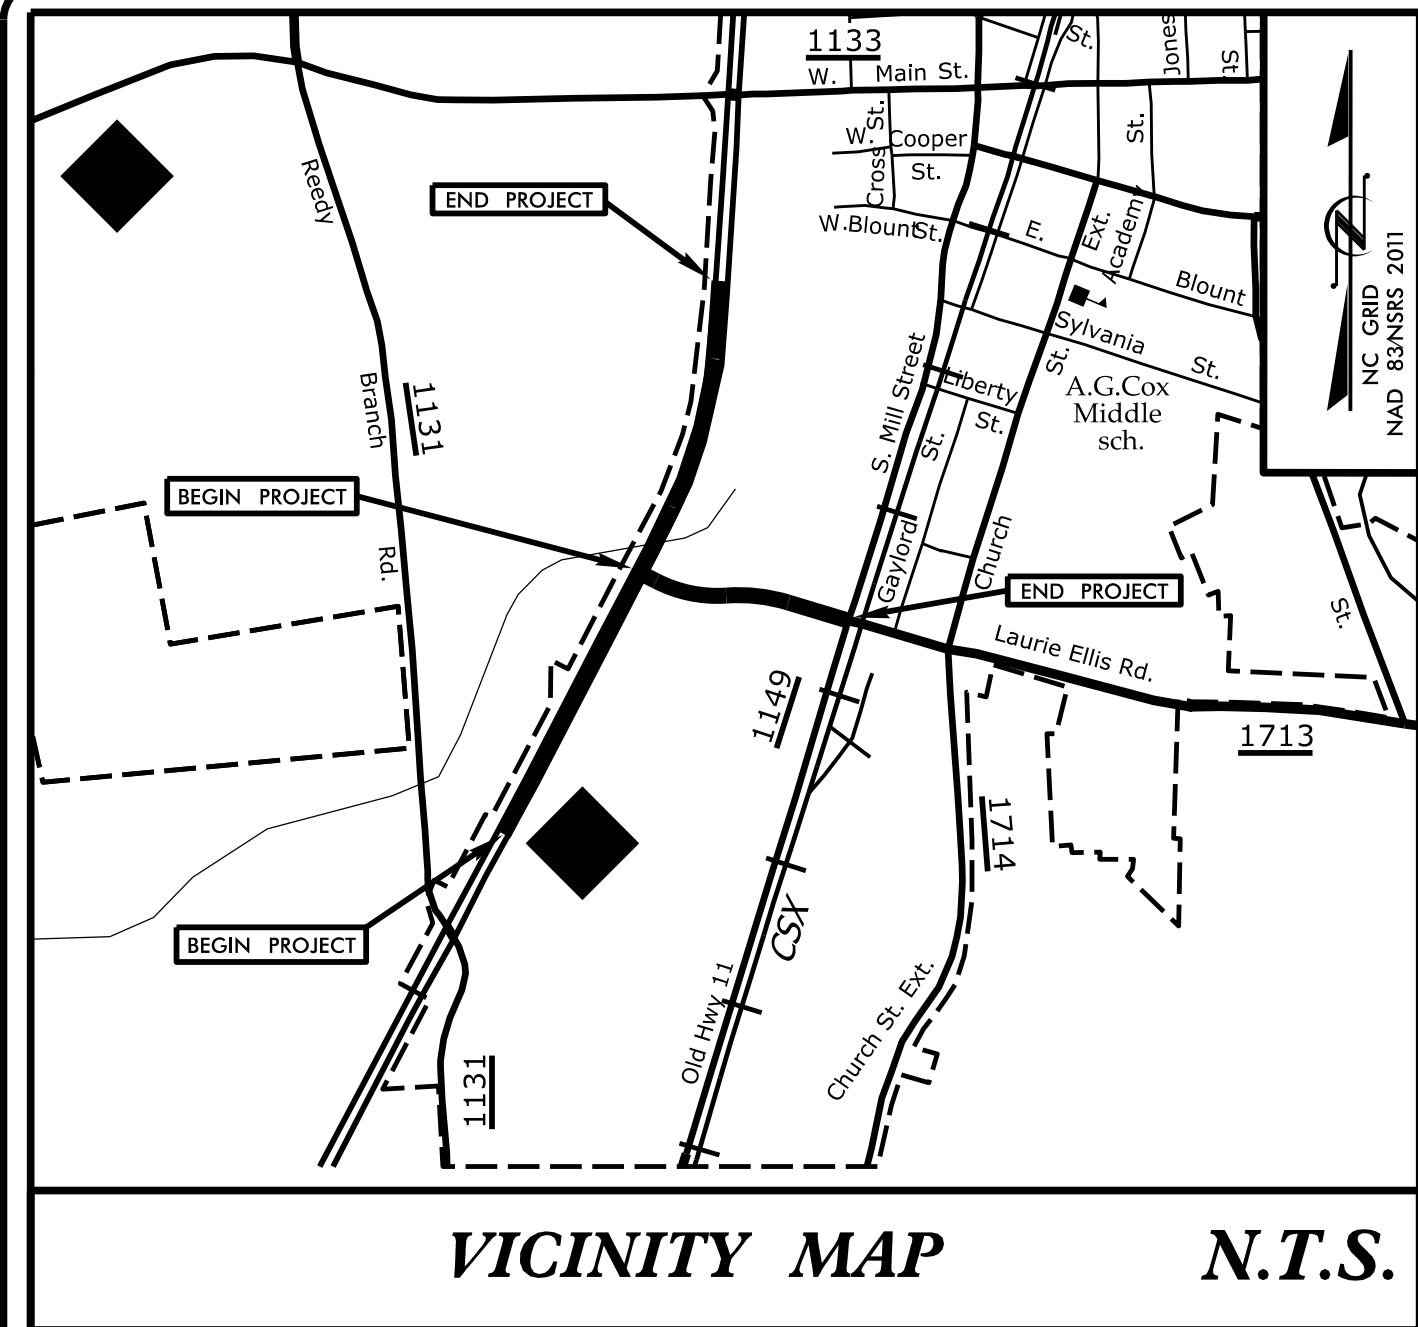 1133
W. Main St.
St.
Jones
St
W. Cooper
St.
Cross St.
St.
W. Blount St.
E. Blount
Ext.
Academ
Reedy
Branch
Rd.
1131
END PROJECT
BEGIN PROJECT
S. Mill Street
Liberty
St.
Sylvania
St.
St.
A.G.Cox
Middle
sch.
Gaylord
St.
Church
END PROJECT
Laurie Ellis Rd.
St.
1713
1149
1714
CSX
BEGIN PROJECT
Old Hwy 11
Church St. Ext.
1131
NC GRID
NAD 83/NSRS 2011
VICINITY MAP
N.T.S.